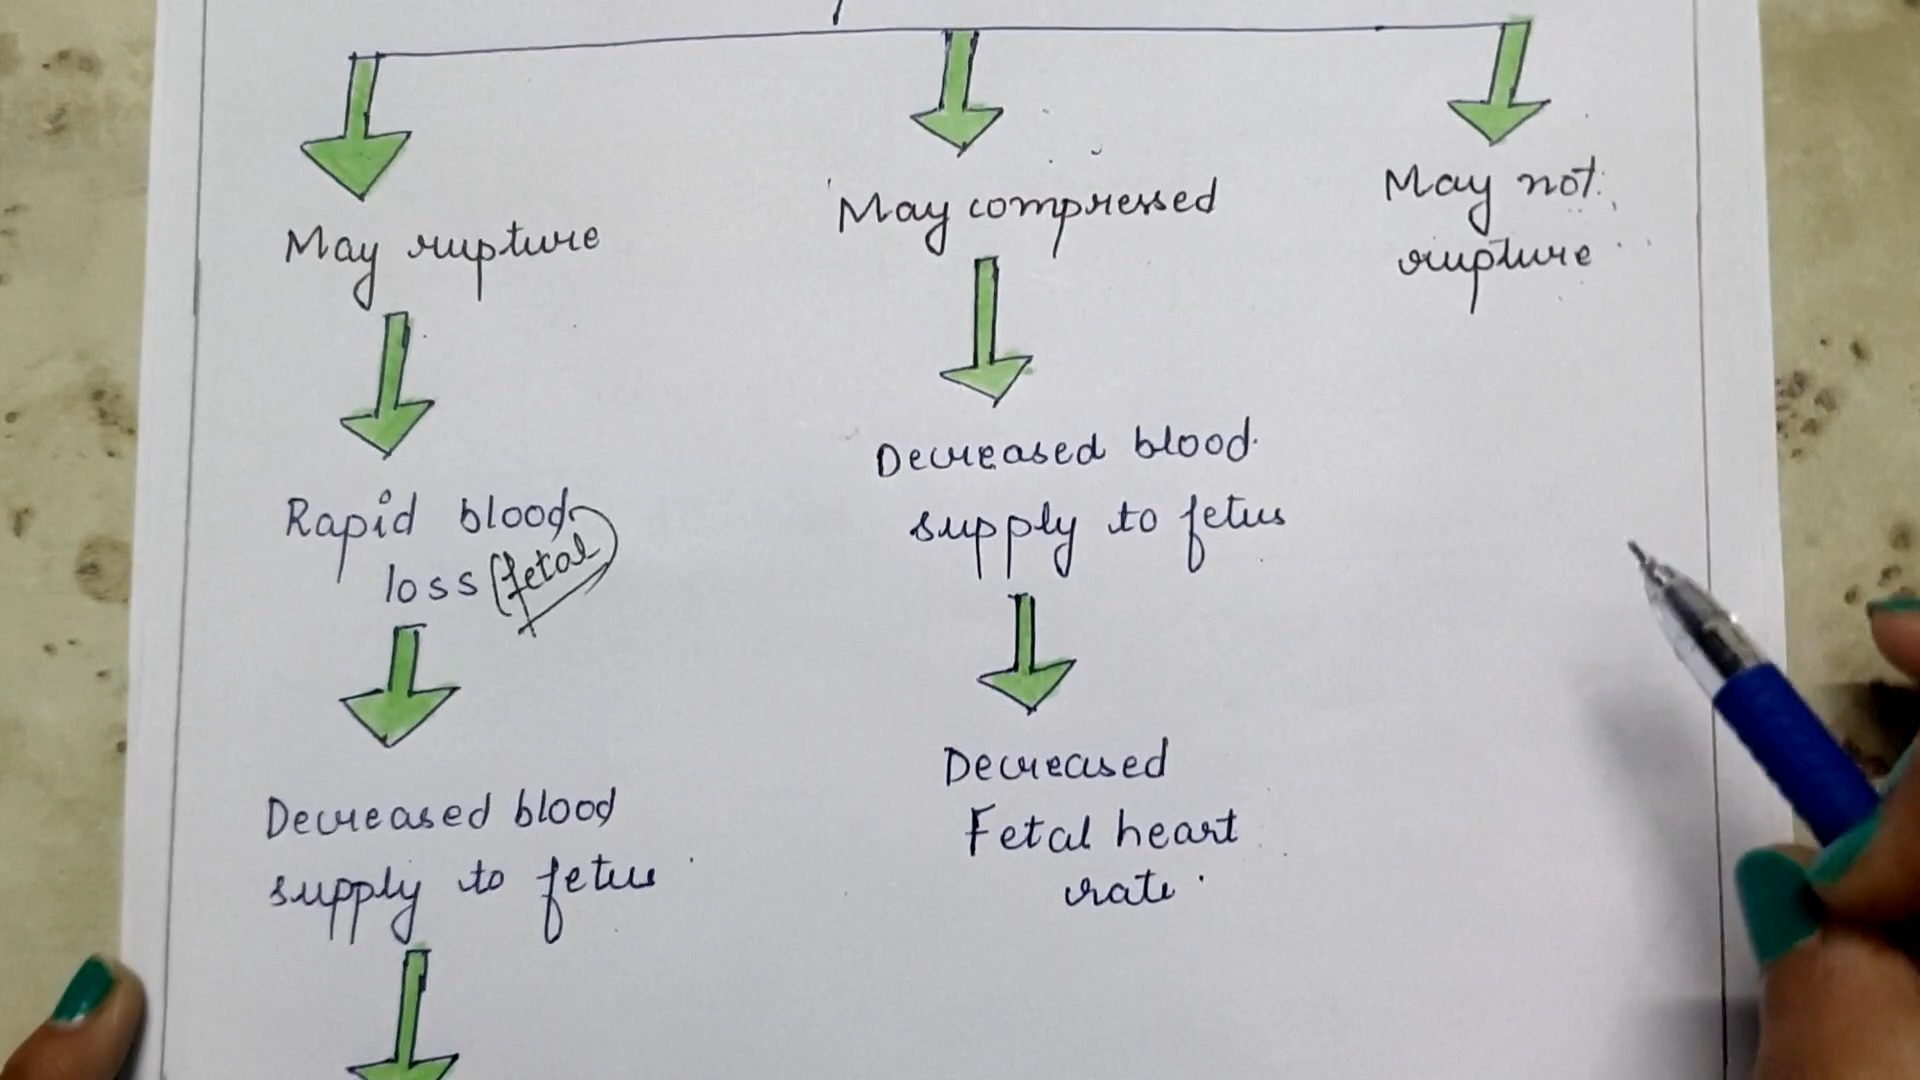 May rupture
Rapid blood
loss (fetal)
Decreased blood
supply to fetus
May compressed
Decreased blood
supply to fetus
Decreased
Fetal heart
rate
May not
rupture